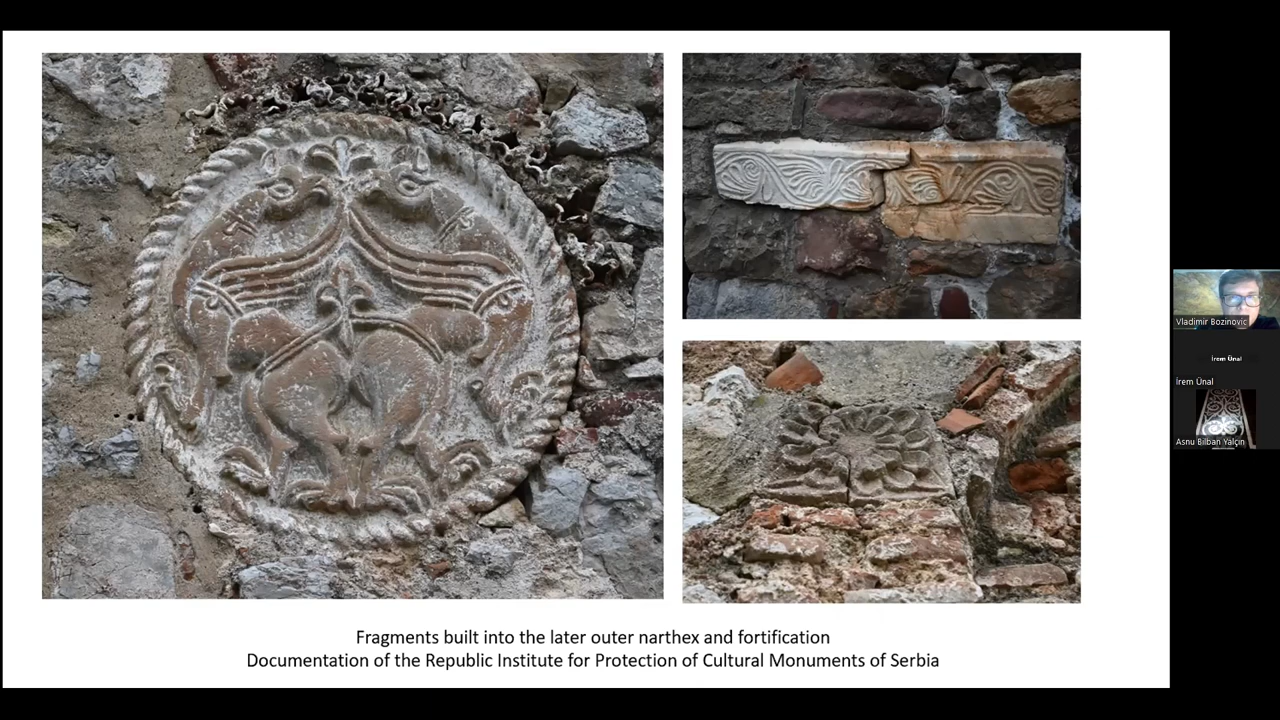 Fragments built into the later outer narthex and fortification
Documentation of the Republic Institute for Protection of Cultural Monuments of Serbia
Vladimir Bozinovic
İrem Ünal
İrem Ünal
Asnu Bilban Yalçın